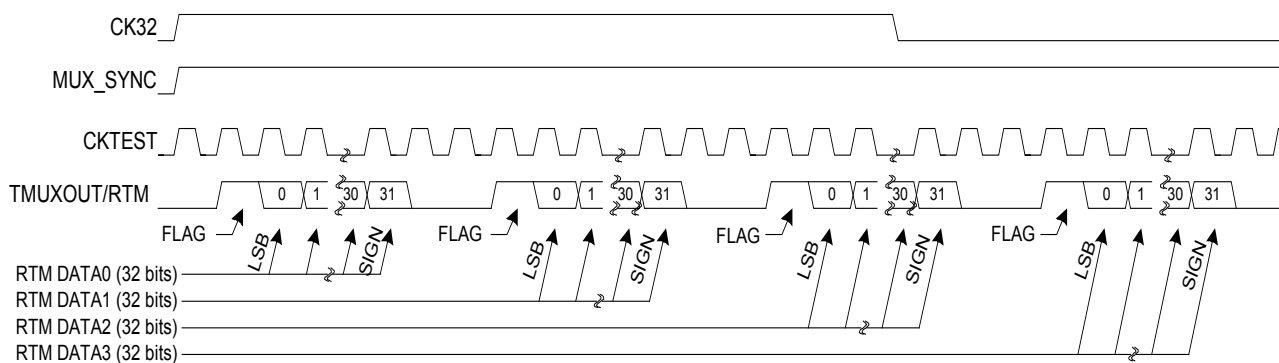 CK32
MUX_SYNC
CKTEST
TMUXOUT/RTM 0 1 30 31 0 1 30 31 0 1 30 31 0 1 30 31
FLAG FLAG FLAG FLAG
LSB SIGN LSB SIGN LSB SIGN LSB SIGN
RTM DATA0 (32 bits)
RTM DATA1 (32 bits)
RTM DATA2 (32 bits)
RTM DATA3 (32 bits)